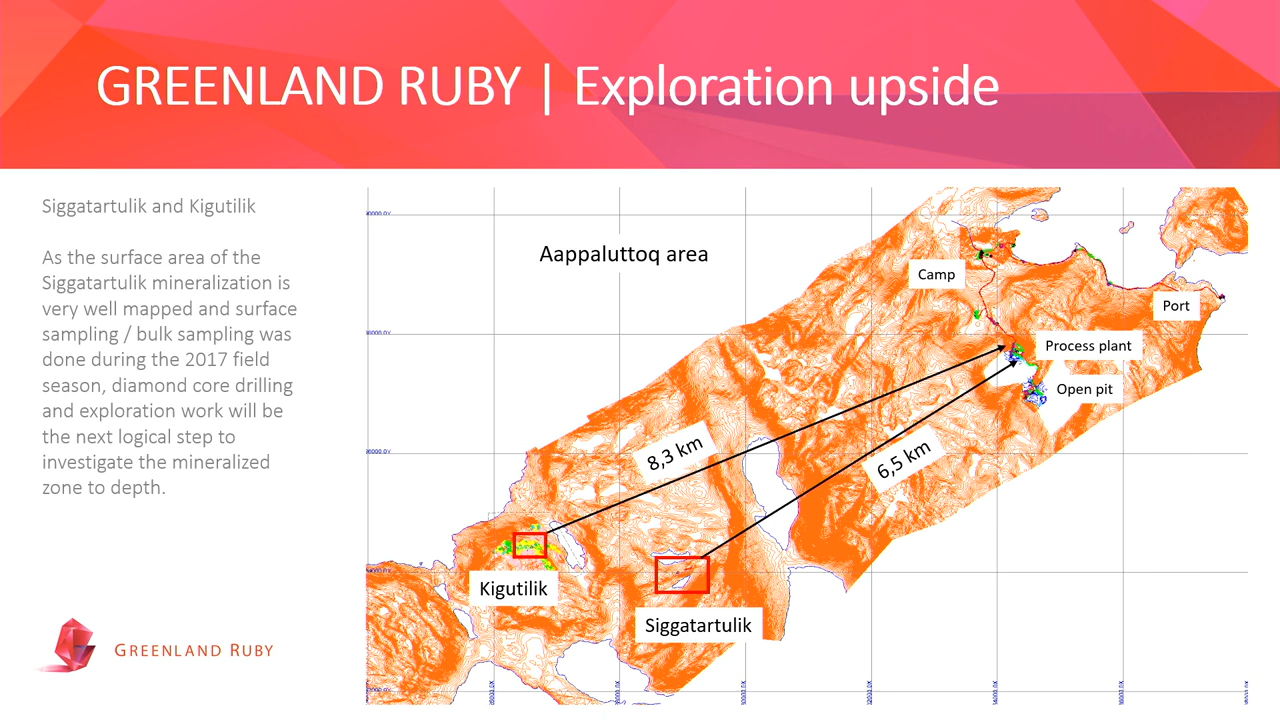 GREENLAND RUBY | Exploration upside
Siggatartulik and Kigutilik
As the surface area of the
Siggatartulik mineralization is
very well mapped and surface
sampling / bulk sampling was
done during the 2017 field
season, diamond core drilling
and exploration work will be
the next logical step to
investigate the mineralized
zone to depth.
Aappaluttoq area
Camp
Port
Process plant
Open pit
8,3 km
6,5 km
Kigutilik
Siggatartulik
GREENLAND RUBY